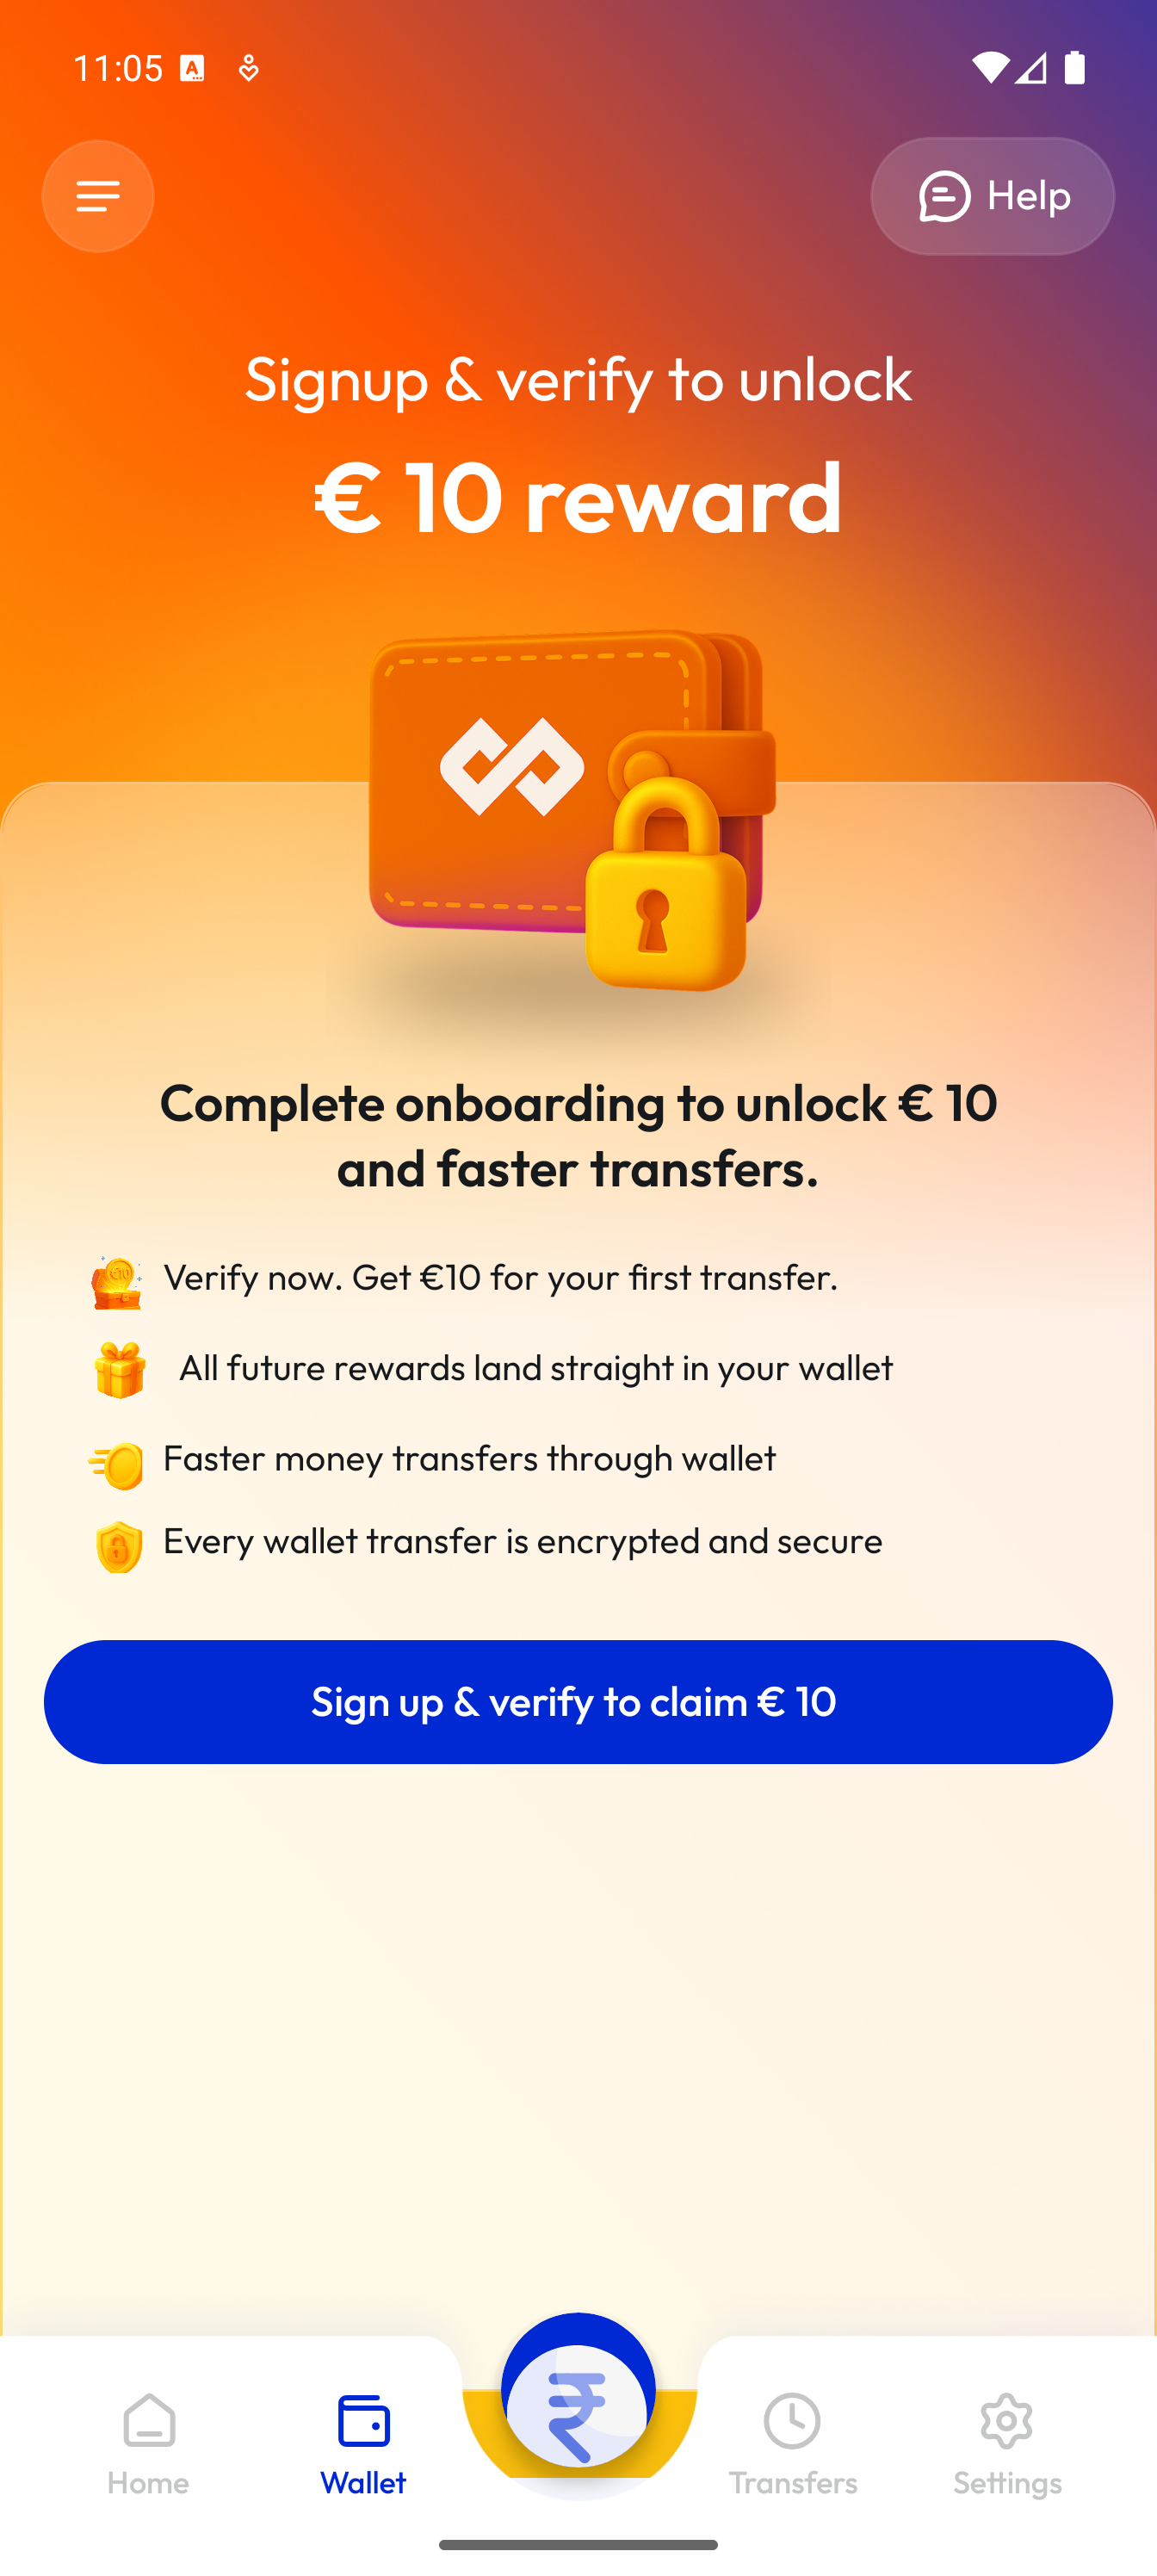 11:05
Help
Signup & verify to unlock
€ 10 reward
Complete onboarding to unlock € 10
and faster transfers.
Verify now. Get €10 for your first transfer.
All future rewards land straight in your wallet
Faster money transfers through wallet
Every wallet transfer is encrypted and secure
Sign up & verify to claim € 10
₹
Home
Wallet
Transfers
Settings